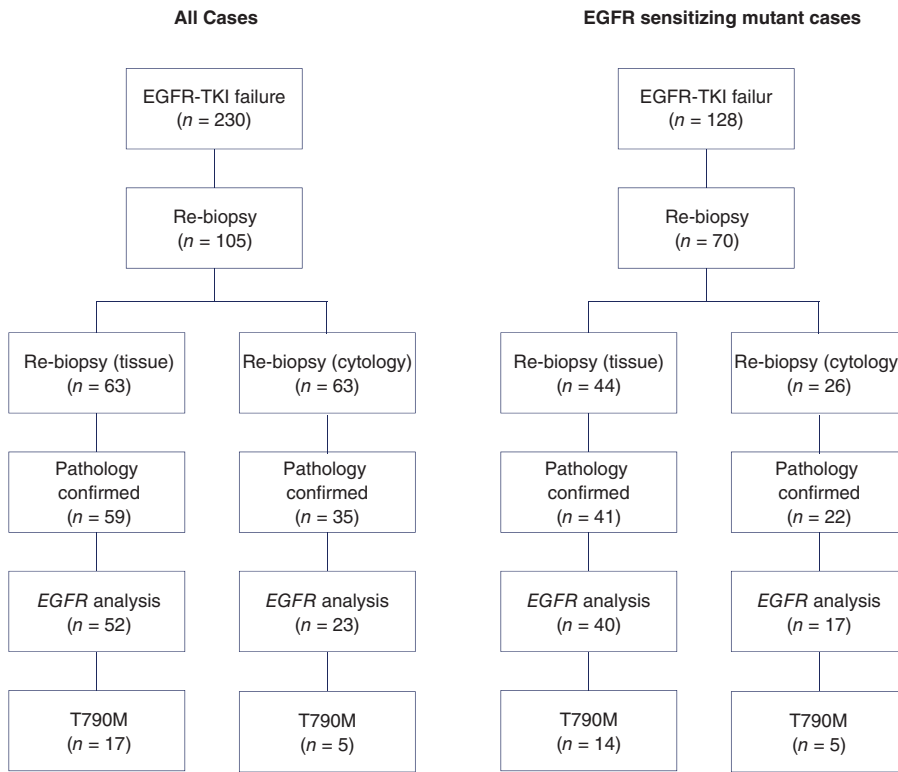 All Cases
EGFR-TKI failure
(n = 230)
Re-biopsy
(n = 105)
Re-biopsy (tissue)
(n = 63)
Re-biopsy (cytology)
(n = 63)
Pathology
confirmed
(n = 59)
Pathology
confirmed
(n = 35)
EGFR analysis
(n = 52)
EGFR analysis
(n = 23)
T790M
(n = 17)
T790M
(n = 5)
EGFR sensitizing mutant cases
EGFR-TKI failur
(n = 128)
Re-biopsy
(n = 70)
Re-biopsy (tissue)
(n = 44)
Re-biopsy (cytology
(n = 26)
Pathology
confirmed
(n = 41)
Pathology
confirmed
(n = 22)
EGFR analysis
(n = 40)
EGFR analysis
(n = 17)
T790M
(n = 14)
T790M
(n = 5)